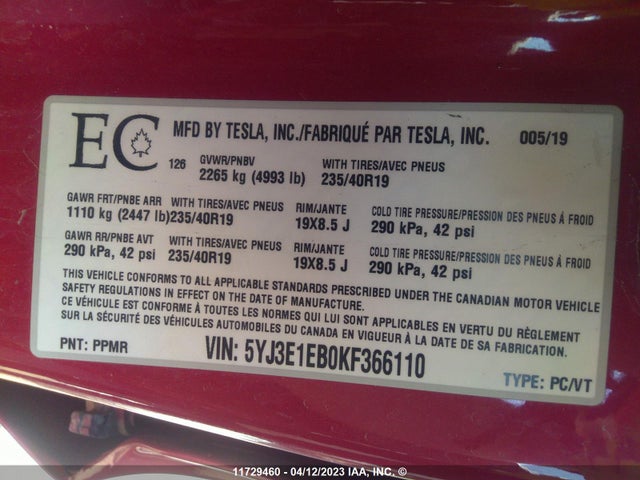 EC MFD BY TESLA, INC./FABRIQUÉ PAR TESLA, INC. 005/19
126 GVWR/PNBV WITH TIRES/AVEC PNEUS
2265 kg (4993 lb) 235/40R19
GAWR FRT/PNBE ARR WITH TIRES/AVEC PNEUS RIM/JANTE COLD TIRE PRESSURE/PRESSION DES PNEUS À FROID
1110 kg (2447 lb) 235/40R19 19X8.5 J 290 kPa, 42 psi
GAWR RR/PNBE AVT WITH TIRES/AVEC PNEUS RIM/JANTE COLD TIRE PRESSURE/PRESSION DES PNEUS À FROID
290 kPa, 42 psi 235/40R19 19X8.5 J 290 kPa, 42 psi
THIS VEHICLE CONFORMS TO ALL APPLICABLE STANDARDS PRESCRIBED UNDER THE CANADIAN MOTOR VEHICLE
SAFETY REGULATIONS IN EFFECT ON THE DATE OF MANUFACTURE.
CE VÉHICULE EST CONFORME À TOUTES LES NORMES QUI LUI SONT APPLICABLES EN VERTU DU RÈGLEMENT
SUR LA SÉCURITÉ DES VÉHICULES AUTOMOBILES DU CANADA EN VIGUEUR À LA DATE DE SA FABRICATION.
PNT: PPMR VIN: 5YJ3E1EB0KF366110 TYPE: PC/VT
11729460 - 04/12/2023 IAA, Inc. (C)